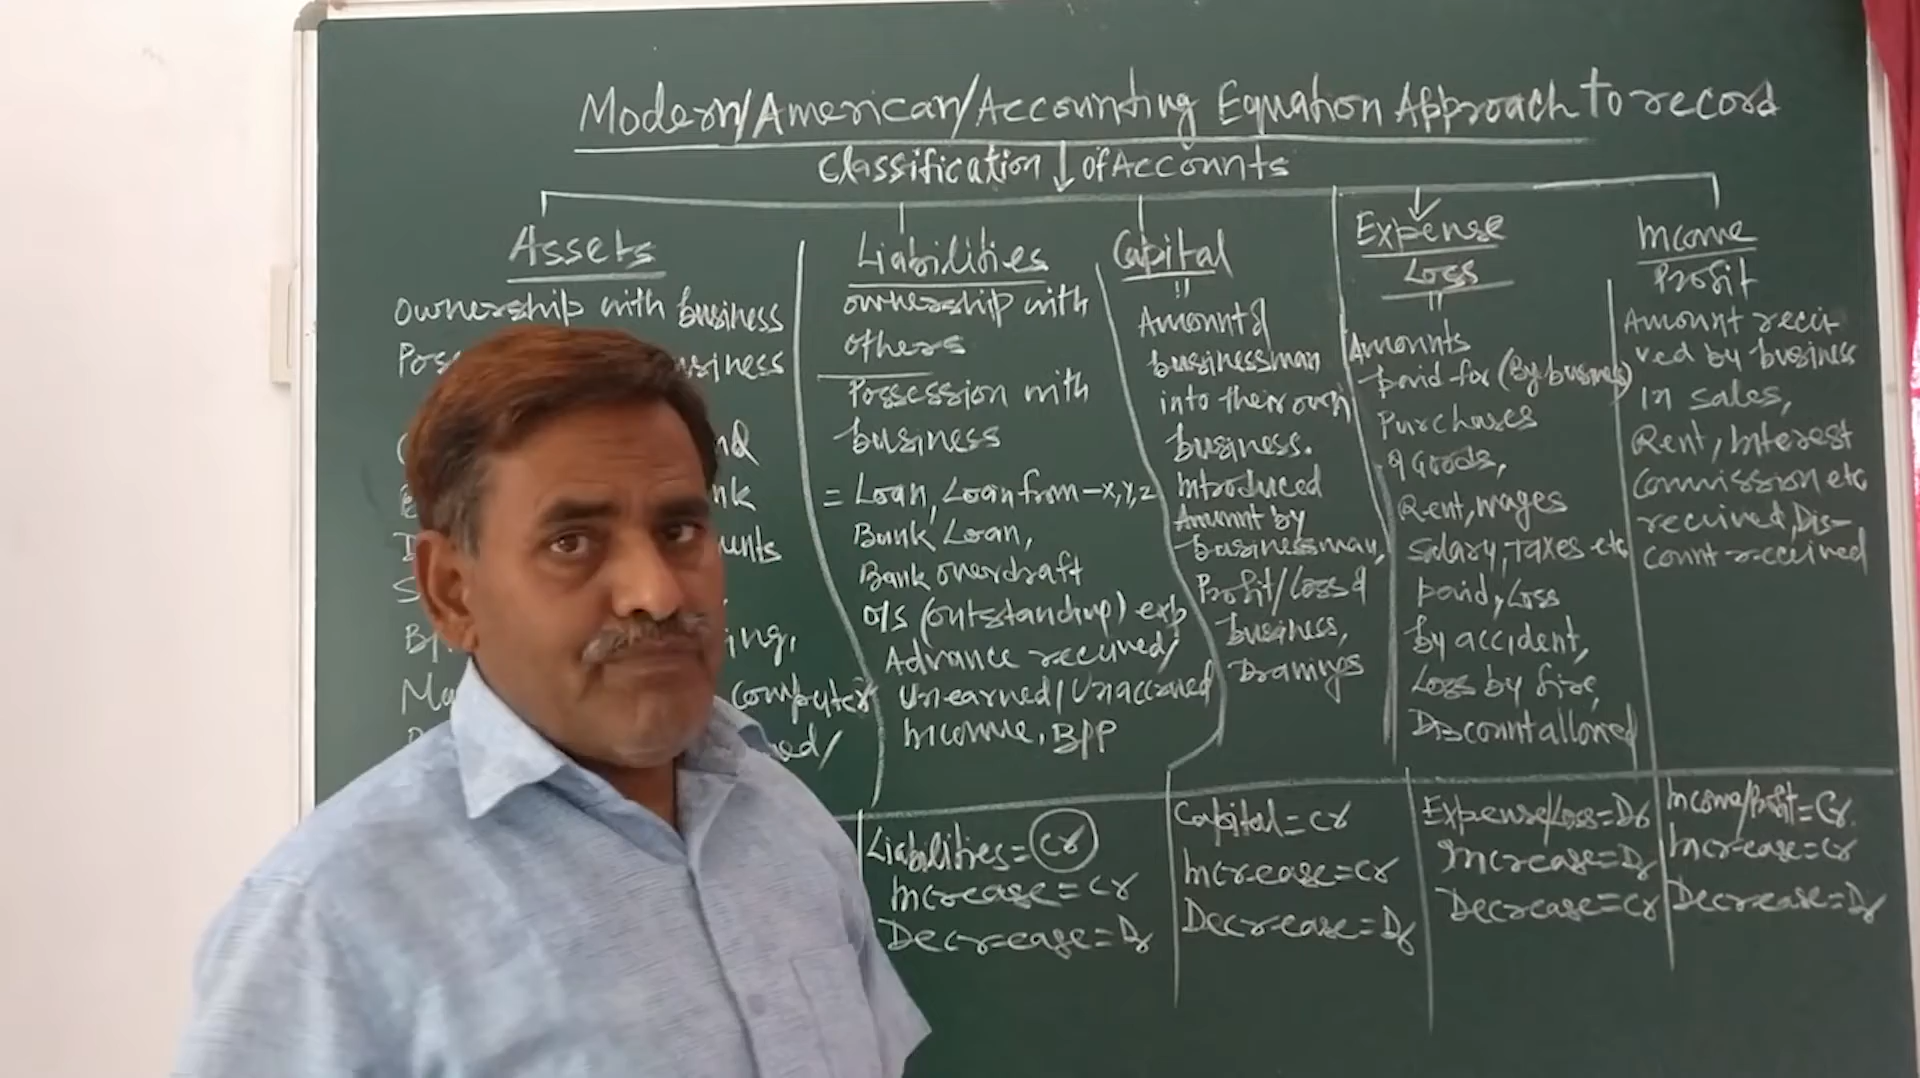 Modern/American/Accounting Equation Approach to record
Classification of Accounts
Assets
Ownership with business
business
computer
Liabilities
ownership with
others
Possession with
business
= Loan, Loan from - X, Y, Z
Bank Loan,
Bank overdraft
O/S (outstanding) exp
Advance received/
Unearned/Unaccrued
Income, BPP
Capital
Amount of
businessman
into their own
business.
Introduced
Amount by
businessman,
Profit/Loss of
business,
Drawings
Expense
Loss
Amounts
paid for (By business)
Purchases
of Goods,
Rent, wages
Salary, Taxes etc
paid, Loss
by accident,
Loss by fire,
Discount allowed
Income
Profit
Amount recei-
ved by business
in sales,
Rent, Interest
Commission etc
received, Dis-
count received
Liabilities = Cr
Increase = Cr
Decrease = Dr
Capital = Cr
Increase = Cr
Decrease = Dr
Expense/Loss = Dr
Increase = Dr
Decrease = Cr
Income/Profit = Cr.
Increase = Cr
Decrease = Dr